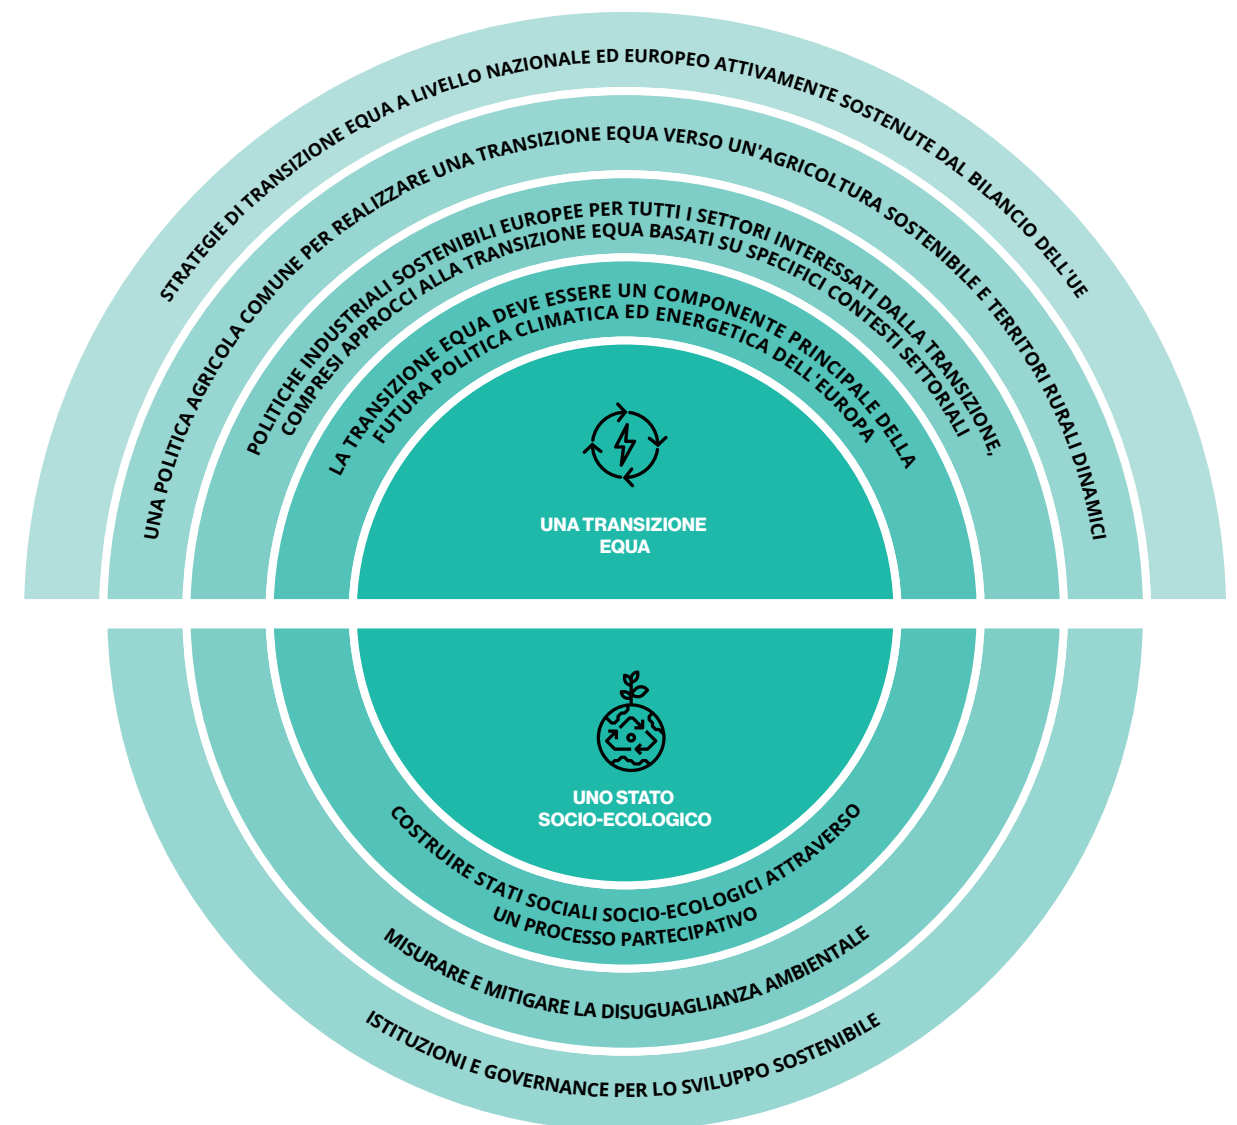 STRATEGIE DI TRANSIZIONE EQUA A LIVELLO NAZIONALE ED EUROPEO ATTIVAMENTE SOSTENUTE DAL BILANCIO DELL'UE
UNA POLITICA AGRICOLA COMUNE PER REALIZZARE UNA TRANSIZIONE EQUA VERSO UN'AGRICOLTURA SOSTENIBILE E TERRITORI RURALI DINAMICI
POLITICHE INDUSTRIALI SOSTENIBILI EUROPEE PER TUTTI I SETTORI INTERESSATI DALLA TRANSIZIONE,
COMPRESI APPROCCI ALLA TRANSIZIONE EQUA BASATI SU SPECIFICI CONTESTI SETTORIALI
LA TRANSIZIONE EQUA DEVE ESSERE UN COMPONENTE PRINCIPALE DELLA
FUTURA POLITICA CLIMATICA ED ENERGETICA DELL'EUROPA
UNA TRANSIZIONE
EQUA
UNO STATO
SOCIO-ECOLOGICO
COSTRUIRE STATI SOCIALI SOCIO-ECOLOGICI ATTRAVERSO
UN PROCESSO PARTECIPATIVO
MISURARE E MITIGARE LA DISUGUAGLIANZA AMBIENTALE
ISTITUZIONI E GOVERNANCE PER LO SVILUPPO SOSTENIBILE